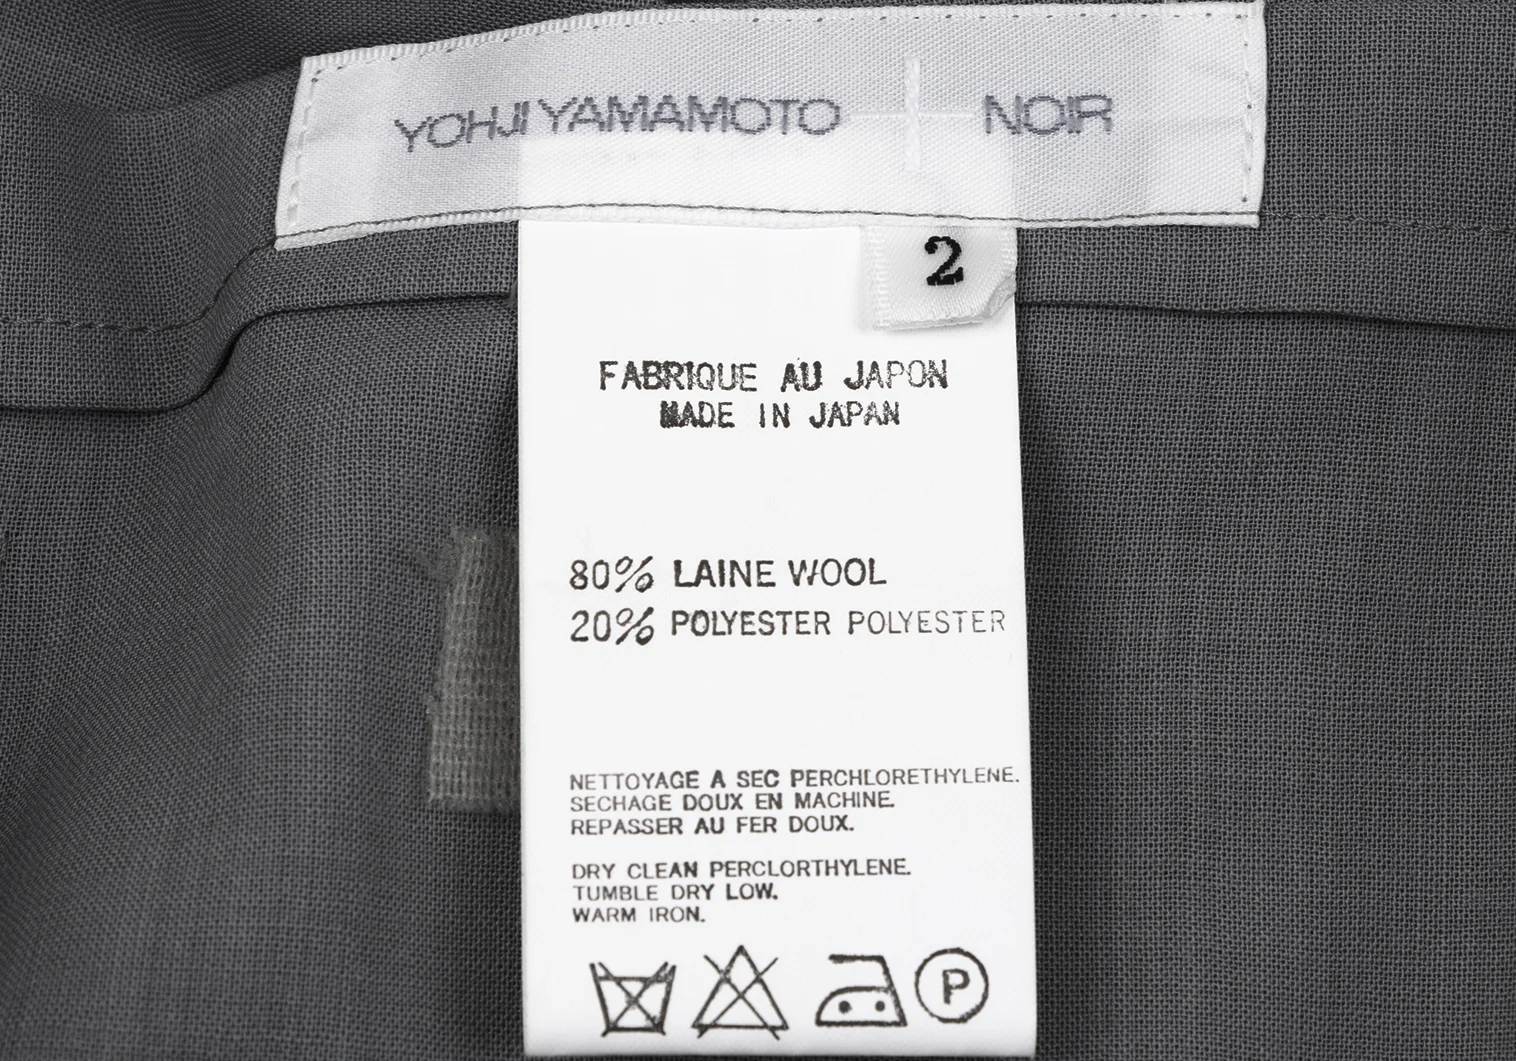 YOHJI YAMAMOTO + NOIR
2
FABRIQUE AU JAPON
MADE IN JAPAN
80% LAINE WOOL
20% POLYESTER POLYESTER
NETTOYAGE A SEC PERCHLORETHYLENE.
SECHAGE DOUX EN MACHINE.
REPASSER AU FER DOUX.
DRY CLEAN PERCLORTHYLENE.
TUMBLE DRY LOW.
WARM IRON.
P